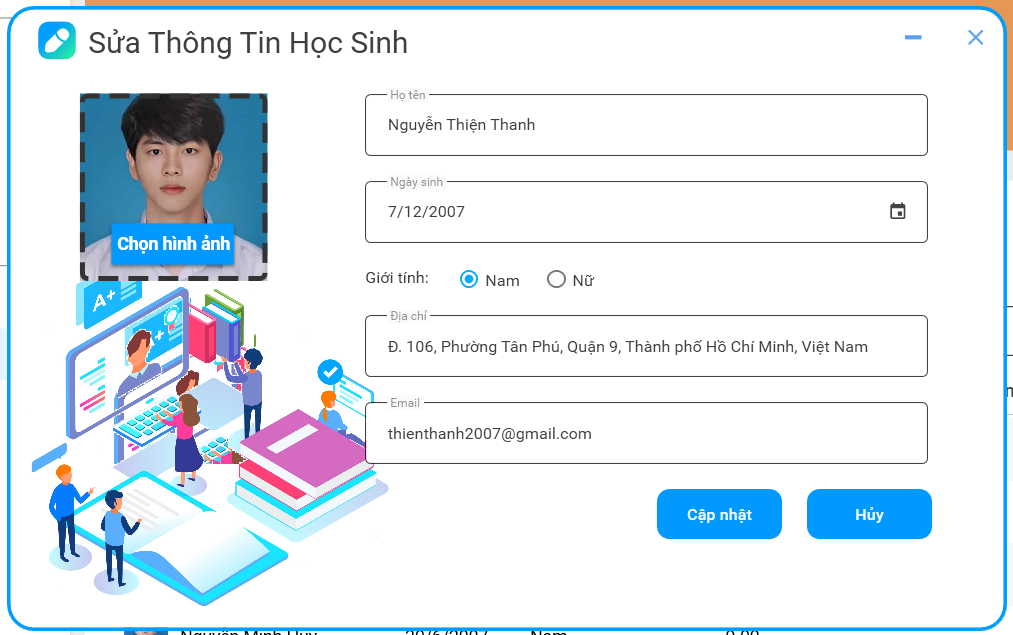 Sửa Thông Tin Học Sinh
Chọn hình ảnh
Họ tên
Nguyễn Thiện Thanh
Ngày sinh
7/12/2007
Giới tính: Nam Nữ
Địa chỉ
Đ. 106, Phường Tân Phú, Quận 9, Thành phố Hồ Chí Minh, Việt Nam
Email
thienthanh2007@gmail.com
Cập nhật Hủy
A+